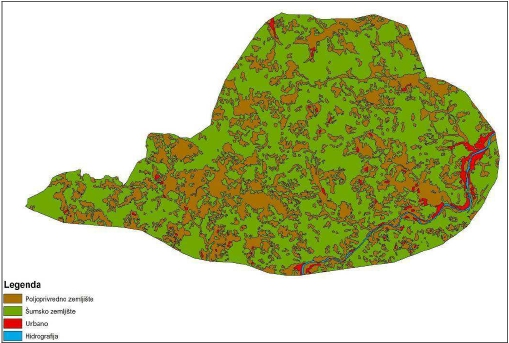 Legenda
Poljoprivredno zemljište
Šumsko zemljište
Urbano
Hidrografija